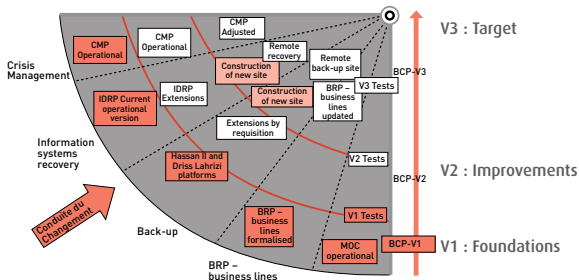 CMP
Adjusted
V3 : Target
CMP
Operational
CMP
Operational
Remote
recovery
Remote
back-up site
BCP-V3
Crisis
Management
Construction
of new site
V3 Tests
IDRP
Extensions
Construction
of new site
BRP –
business
lines
updated
IDRP Current
operational
version
Extensions by
requisition
Information
systems
recovery
V2 Tests
V2 : Improvements
BCP-V2
Hassan II and
Driss Lahrizi
platforms
Conduite du
Changement
V1 Tests
BRP –
business
lines
formalised
Back-up
MOC
operational
BCP-V1
V1 : Foundations
BRP –
business lines